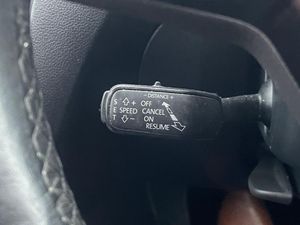 - DISTANCE +
S + OFF
E SPEED CANCEL
T - ON
RESUME